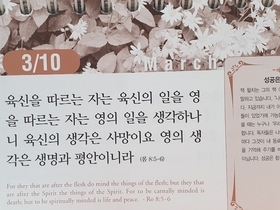 March
3/10
육신을 따르는 자는 육신의 일을 영
을 따르는 자는 영의 일을 생각하나
니 육신의 생각은 사망이요 영의 생
각은 생명과 평안이니라 (롬 8:5-6)
For they that are after the flesh do mind the things of the flesh; but they that
are after the Spirit the things of the Spirit. For to be carnally minded is
death; but to be spiritually minded is life and peace. - Ro 8:5-6
성공은